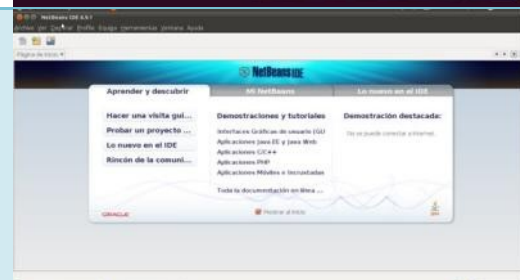 NetBeans IDE 6.9.1
Archivo Ver Depurar Profile Equipo Herramientas Ventana Ayuda
Página de Inicio
NetBeans IDE
Aprender y descubrir
Mi NetBeans
Lo nuevo en el IDE
Hacer una visita gui...
Probar un proyecto ...
Lo nuevo en el IDE
Rincón de la comuni...
Demostraciones y tutoriales
Interfaces Gráficas de usuario (GU
Aplicaciones Java EE y Java Web
Aplicaciones C/C++
Aplicaciones PHP
Aplicaciones Móviles e Incrustadas
Toda la documentación en línea ...
Demostración destacada:
No se puede conectar a Internet.
ORACLE
Mostrar al inicio